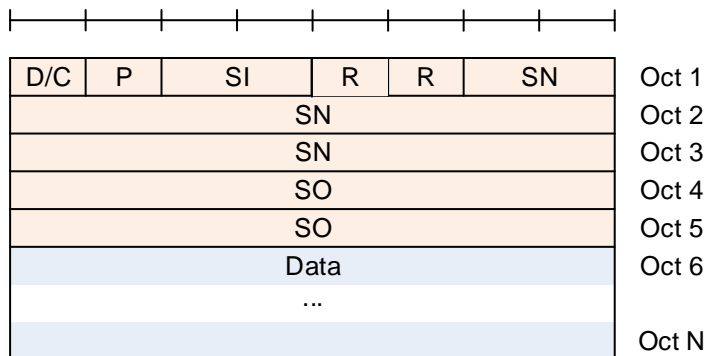 D/C P SI R R SN Oct 1
SN Oct 2
SN Oct 3
SO Oct 4
SO Oct 5
Data Oct 6
...
Oct N